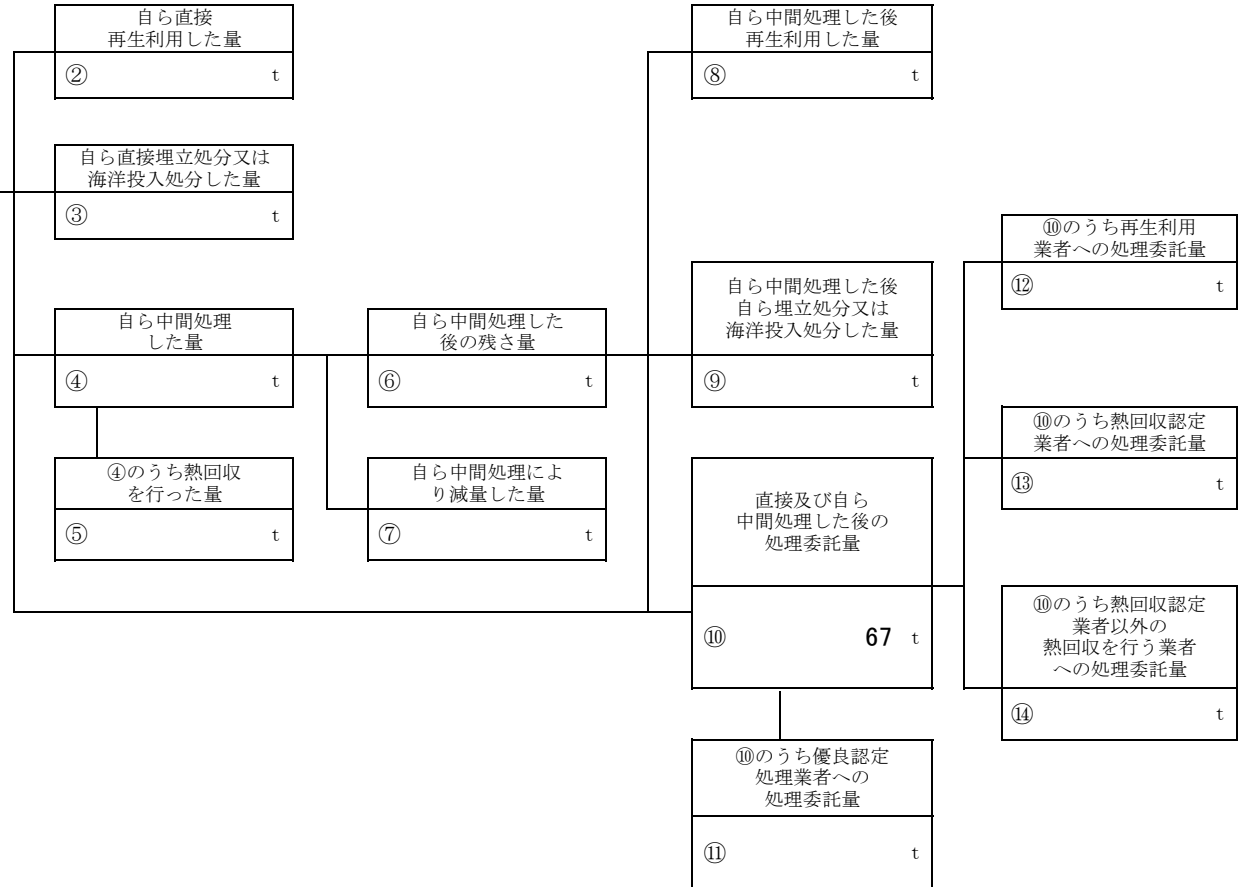 自ら直接
再生利用した量
② t
自ら直接埋立処分又は
海洋投入処分した量
③ t
自ら中間処理
した量
④ t
④のうち熱回収
を行った量
⑤ t
自ら中間処理した
後の残さ量
⑥ t
自ら中間処理によ
り減量した量
⑦ t
自ら中間処理した後
再生利用した量
⑧ t
自ら中間処理した後
自ら埋立処分又は
海洋投入処分した量
⑨ t
直接及び自ら
中間処理した後の
処理委託量
⑩ 67 t
⑩のうち優良認定
処理業者への
処理委託量
⑪ t
⑩のうち再生利用
業者への処理委託量
⑫ t
⑩のうち熱回収認定
業者への処理委託量
⑬ t
⑩のうち熱回収認定
業者以外の
熱回収を行う業者
への処理委託量
⑭ t